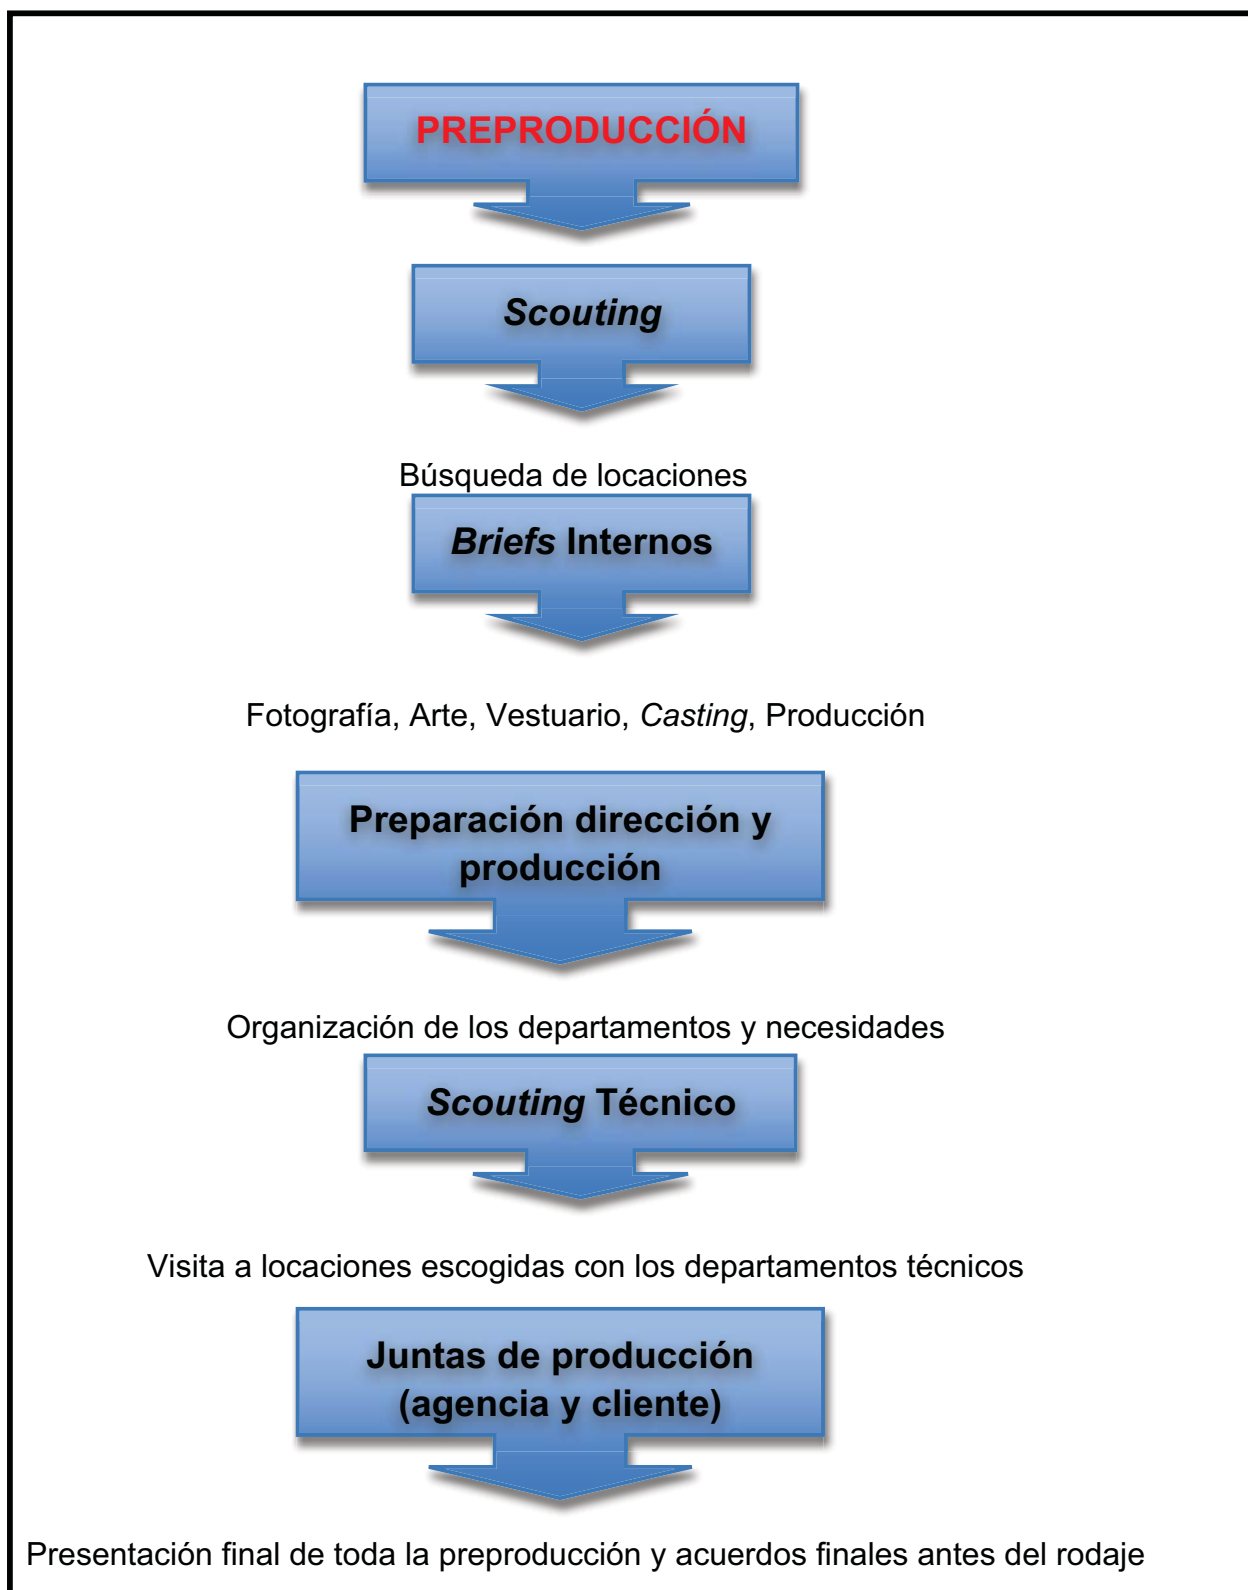 PREPRODUCCIÓN
Scouting
Búsqueda de locaciones
Briefs Internos
Fotografía, Arte, Vestuario, Casting, Producción
Preparación dirección y
producción
Organización de los departamentos y necesidades
Scouting Técnico
Visita a locaciones escogidas con los departamentos técnicos
Juntas de producción
(agencia y cliente)
Presentación final de toda la preproducción y acuerdos finales antes del rodaje